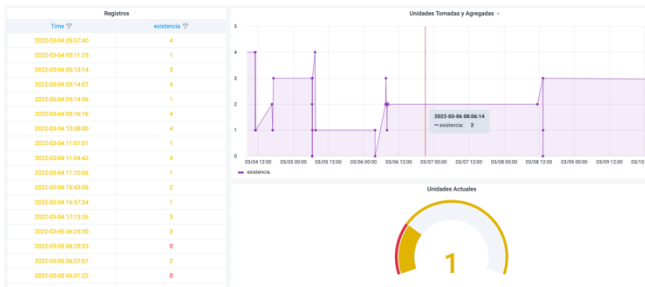 Registros
Time existencia
2022-03-04 05:07:40 4
2022-03-04 05:11:25 1
2022-03-04 05:13:14 3
2022-03-04 05:14:07 4
2022-03-04 05:14:56 1
2022-03-04 05:16:16 4
2022-03-04 10:58:00 4
2022-03-04 11:01:01 1
2022-03-04 11:04:42 4
2022-03-04 11:10:56 1
2022-03-04 16:43:06 2
2022-03-04 16:57:34 1
2022-03-04 17:13:26 3
2022-03-05 06:25:30 3
2022-03-05 06:25:53 0
2022-03-05 06:27:07 2
2022-03-05 06:31:22 0
Unidades Tomadas y Agregadas
5
4
3
2
1
0
2022-03-06 08:06:14
existencia: 2
03/04 12:00 03/05 00:00 03/05 12:00 03/06 00:00 03/06 12:00 03/07 00:00 03/07 12:00 03/08 00:00 03/08 12:00 03/09 00:00 03/09 12:00 03/10
existencia
Unidades Actuales
1